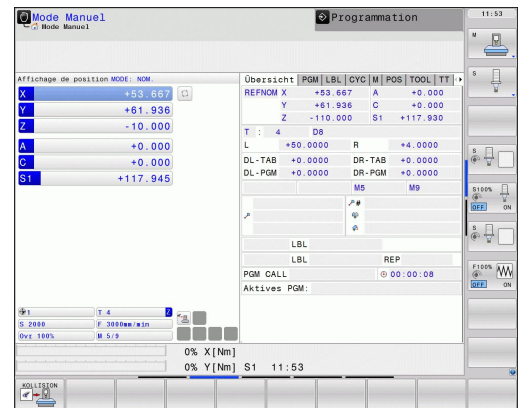 Mode Manuel
Mode Manuel
Programmation
11:53
Affichage de position MODE: NOM.
X +53.667
Y +61.936
Z -10.000
A +0.000
C +0.000
S1 +117.945
1 T 4 Z
S 2000 F 3000mm/min
Ovr 100% M 5/9
Übersicht PGM LBL CYC M POS TOOL TT
REFNOM X +53.667 A +0.000
Y +61.936 C +0.000
Z -110.000 S1 +117.930
T : 4 D8
L +50.0000 R +4.0000
DL-TAB +0.0000 DR-TAB +0.0000
DL-PGM +0.0000 DR-PGM +0.0000
M5 M9
#
LBL
LBL REP
PGM CALL 00:00:08
Aktives PGM:
0% X[Nm]
0% Y[Nm] S1 11:53
M
S
S
S100%
OFF ON
S
F100%
OFF ON
KOLLISION